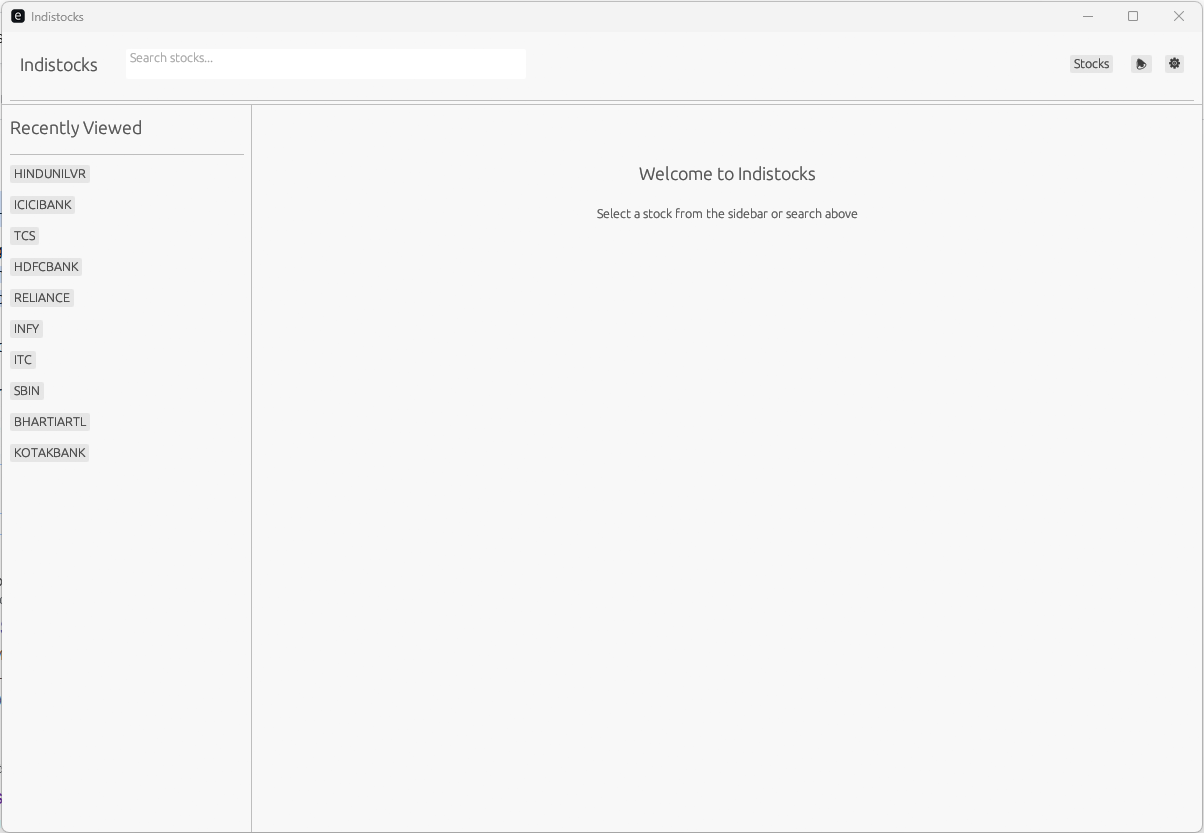 Indistocks
Indistocks
Search stocks...
Stocks
Recently Viewed
HINDUNILVR
ICICIBANK
TCS
HDFCBANK
RELIANCE
INFY
ITC
SBIN
BHARTIARTL
KOTAKBANK
Welcome to Indistocks
Select a stock from the sidebar or search above